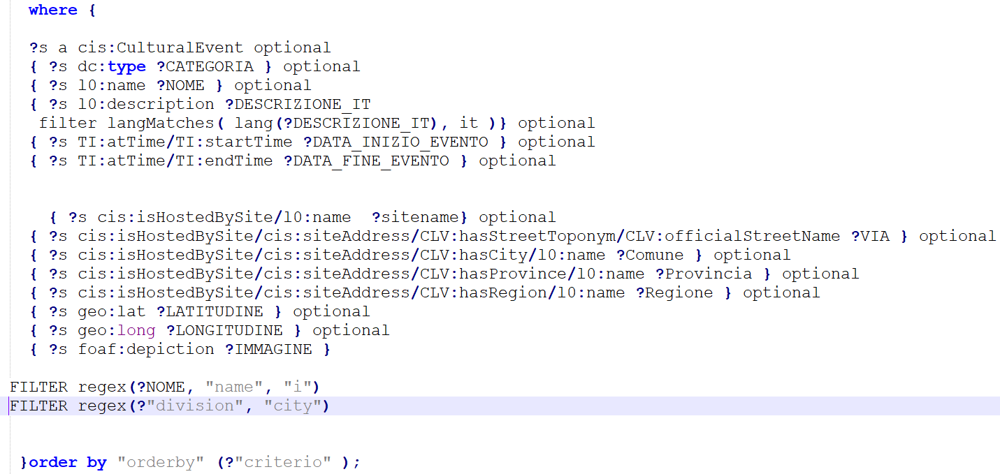 where {
?s a cis:CulturalEvent optional
{ ?s dc:type ?CATEGORIA } optional
{ ?s l0:name ?NOME } optional
{ ?s l0:description ?DESCRIZIONE_IT
filter langMatches( lang(?DESCRIZIONE_IT), it )} optional
{ ?s TI:atTime/TI:startTime ?DATA_INIZIO_EVENTO } optional
{ ?s TI:atTime/TI:endTime ?DATA_FINE_EVENTO } optional
{ ?s cis:isHostedBySite/l0:name  ?sitename} optional
{ ?s cis:isHostedBySite/cis:siteAddress/CLV:hasStreetToponym/CLV:officialStreetName ?VIA } optional
{ ?s cis:isHostedBySite/cis:siteAddress/CLV:hasCity/l0:name ?Comune } optional
{ ?s cis:isHostedBySite/cis:siteAddress/CLV:hasProvince/l0:name ?Provincia } optional
{ ?s cis:isHostedBySite/cis:siteAddress/CLV:hasRegion/l0:name ?Regione } optional
{ ?s geo:lat ?LATITUDINE } optional
{ ?s geo:long ?LONGITUDINE } optional
{ ?s foaf:depiction ?IMMAGINE }
FILTER regex(?NOME, "name", "i")
FILTER regex(?"division", "city")
}order by "orderby" (?"criterio" );